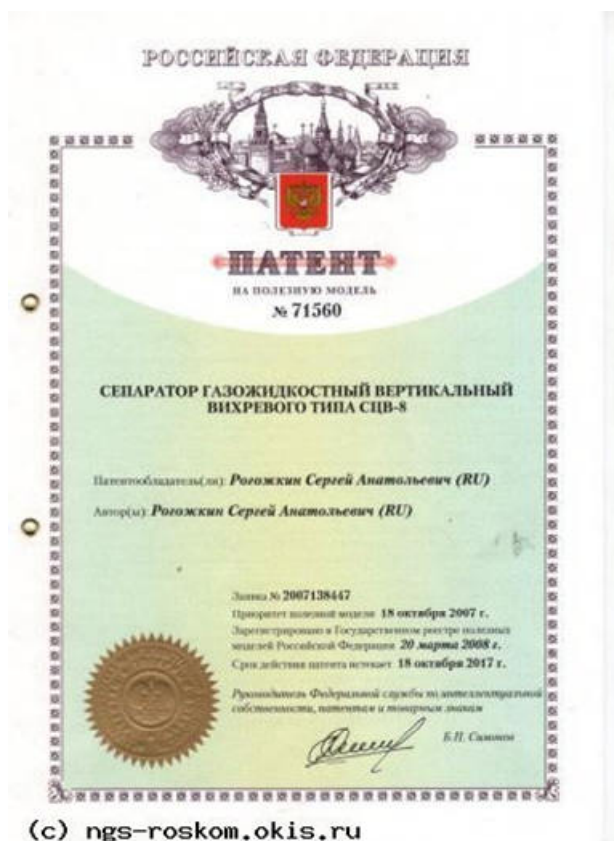 РОССИЙСКАЯ ФЕДЕРАЦИЯ
ПАТЕНТ
НА ПОЛЕЗНУЮ МОДЕЛЬ
№ 71560
СЕПАРАТОР ГАЗОЖИДКОСТНЫЙ ВЕРТИКАЛЬНЫЙ
ВИХРЕВОГО ТИПА СЦВ-8
Патентообладатель(ли): Рогожкин Сергей Анатольевич (RU)
Автор(ы): Рогожкин Сергей Анатольевич (RU)
Заявка № 2007138447
Приоритет полезной модели 18 октября 2007 г.
Зарегистрировано в Государственном реестре полезных
моделей Российской Федерации 20 марта 2008 г.
Срок действия патента истекает 18 октября 2017 г.
Руководитель Федеральной службы по интеллектуальной
собственности, патентам и товарным знакам
Б.П. Симонов
(c) ngs-roskom.okis.ru